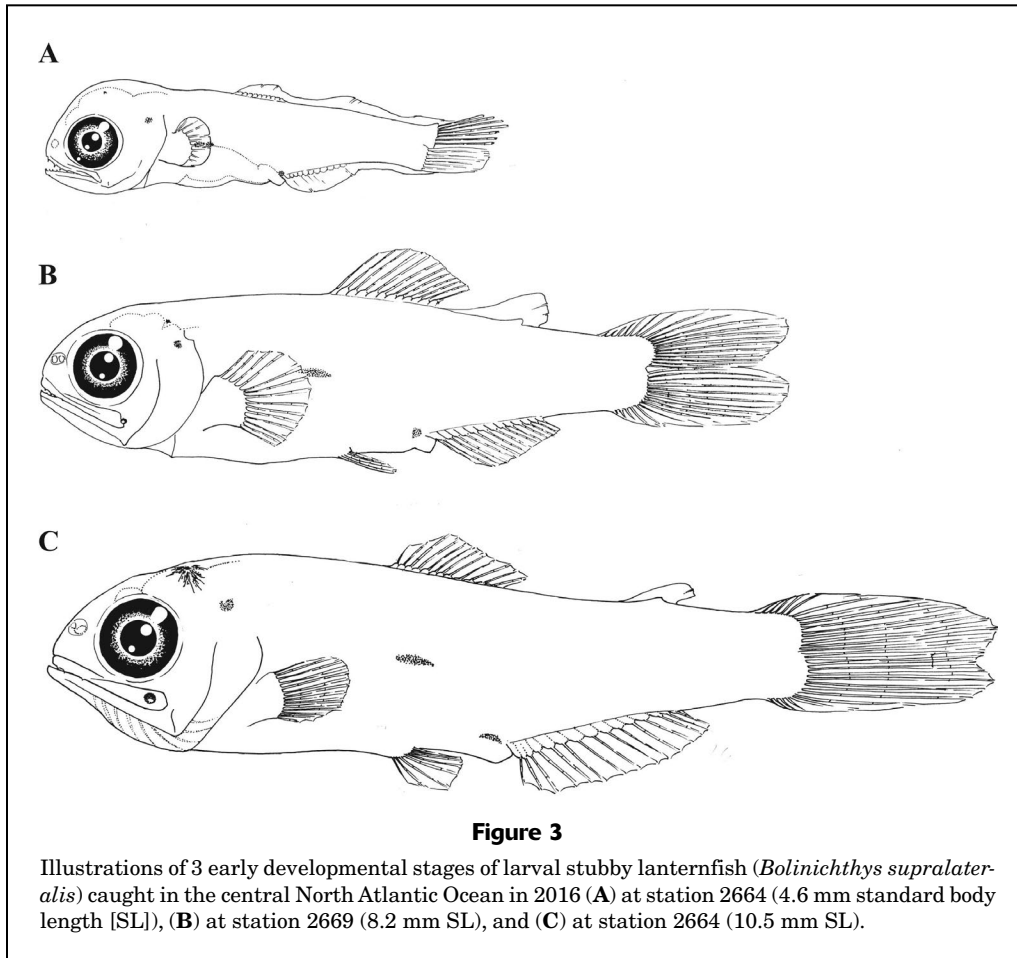 A
B
C
Figure 3
Illustrations of 3 early developmental stages of larval stubby lanternfish (Bolinichthys supralater-
alis) caught in the central North Atlantic Ocean in 2016 (A) at station 2664 (4.6 mm standard body
length [SL]), (B) at station 2669 (8.2 mm SL), and (C) at station 2664 (10.5 mm SL).